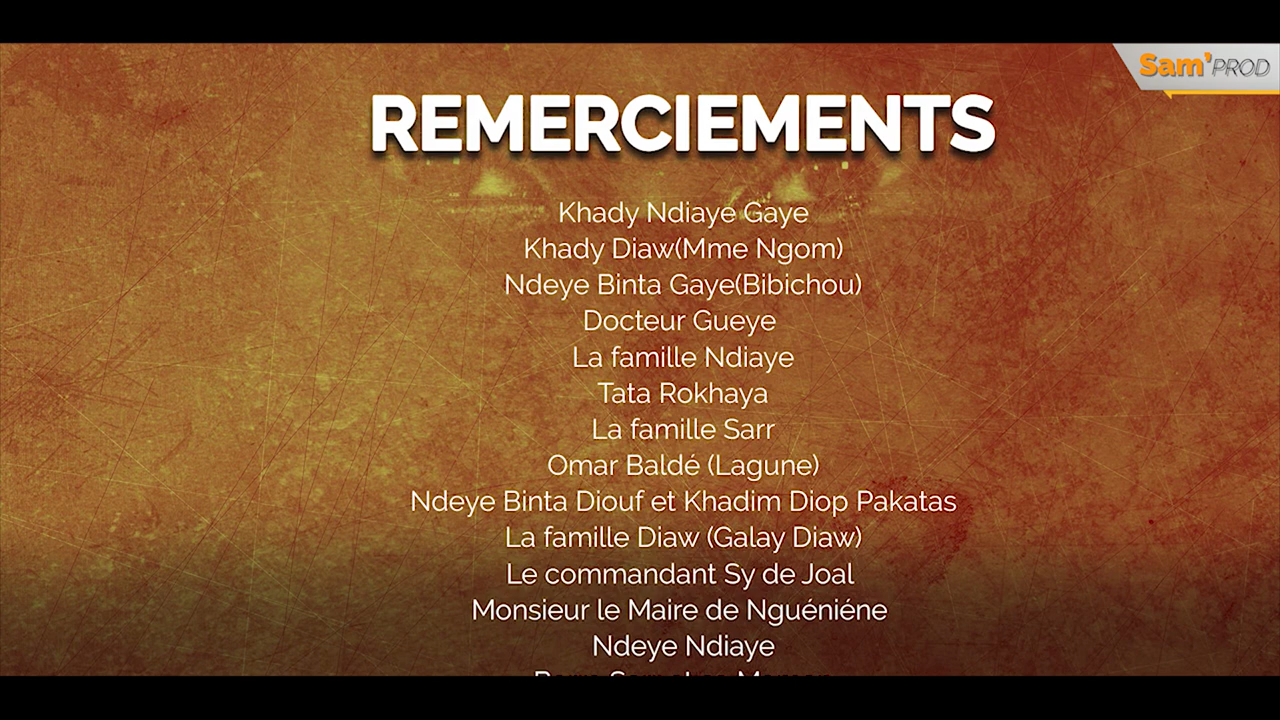 Sam'PROD
REMERCIEMENTS
Khady Ndiaye Gaye
Khady Diaw(Mme Ngom)
Ndeye Binta Gaye(Bibichou)
Docteur Gueye
La famille Ndiaye
Tata Rokhaya
La famille Sarr
Omar Baldé (Lagune)
Ndeye Binta Diouf et Khadim Diop Pakatas
La famille Diaw (Galay Diaw)
Le commandant Sy de Joal
Monsieur le Maire de Nguéniéne
Ndeye Ndiaye